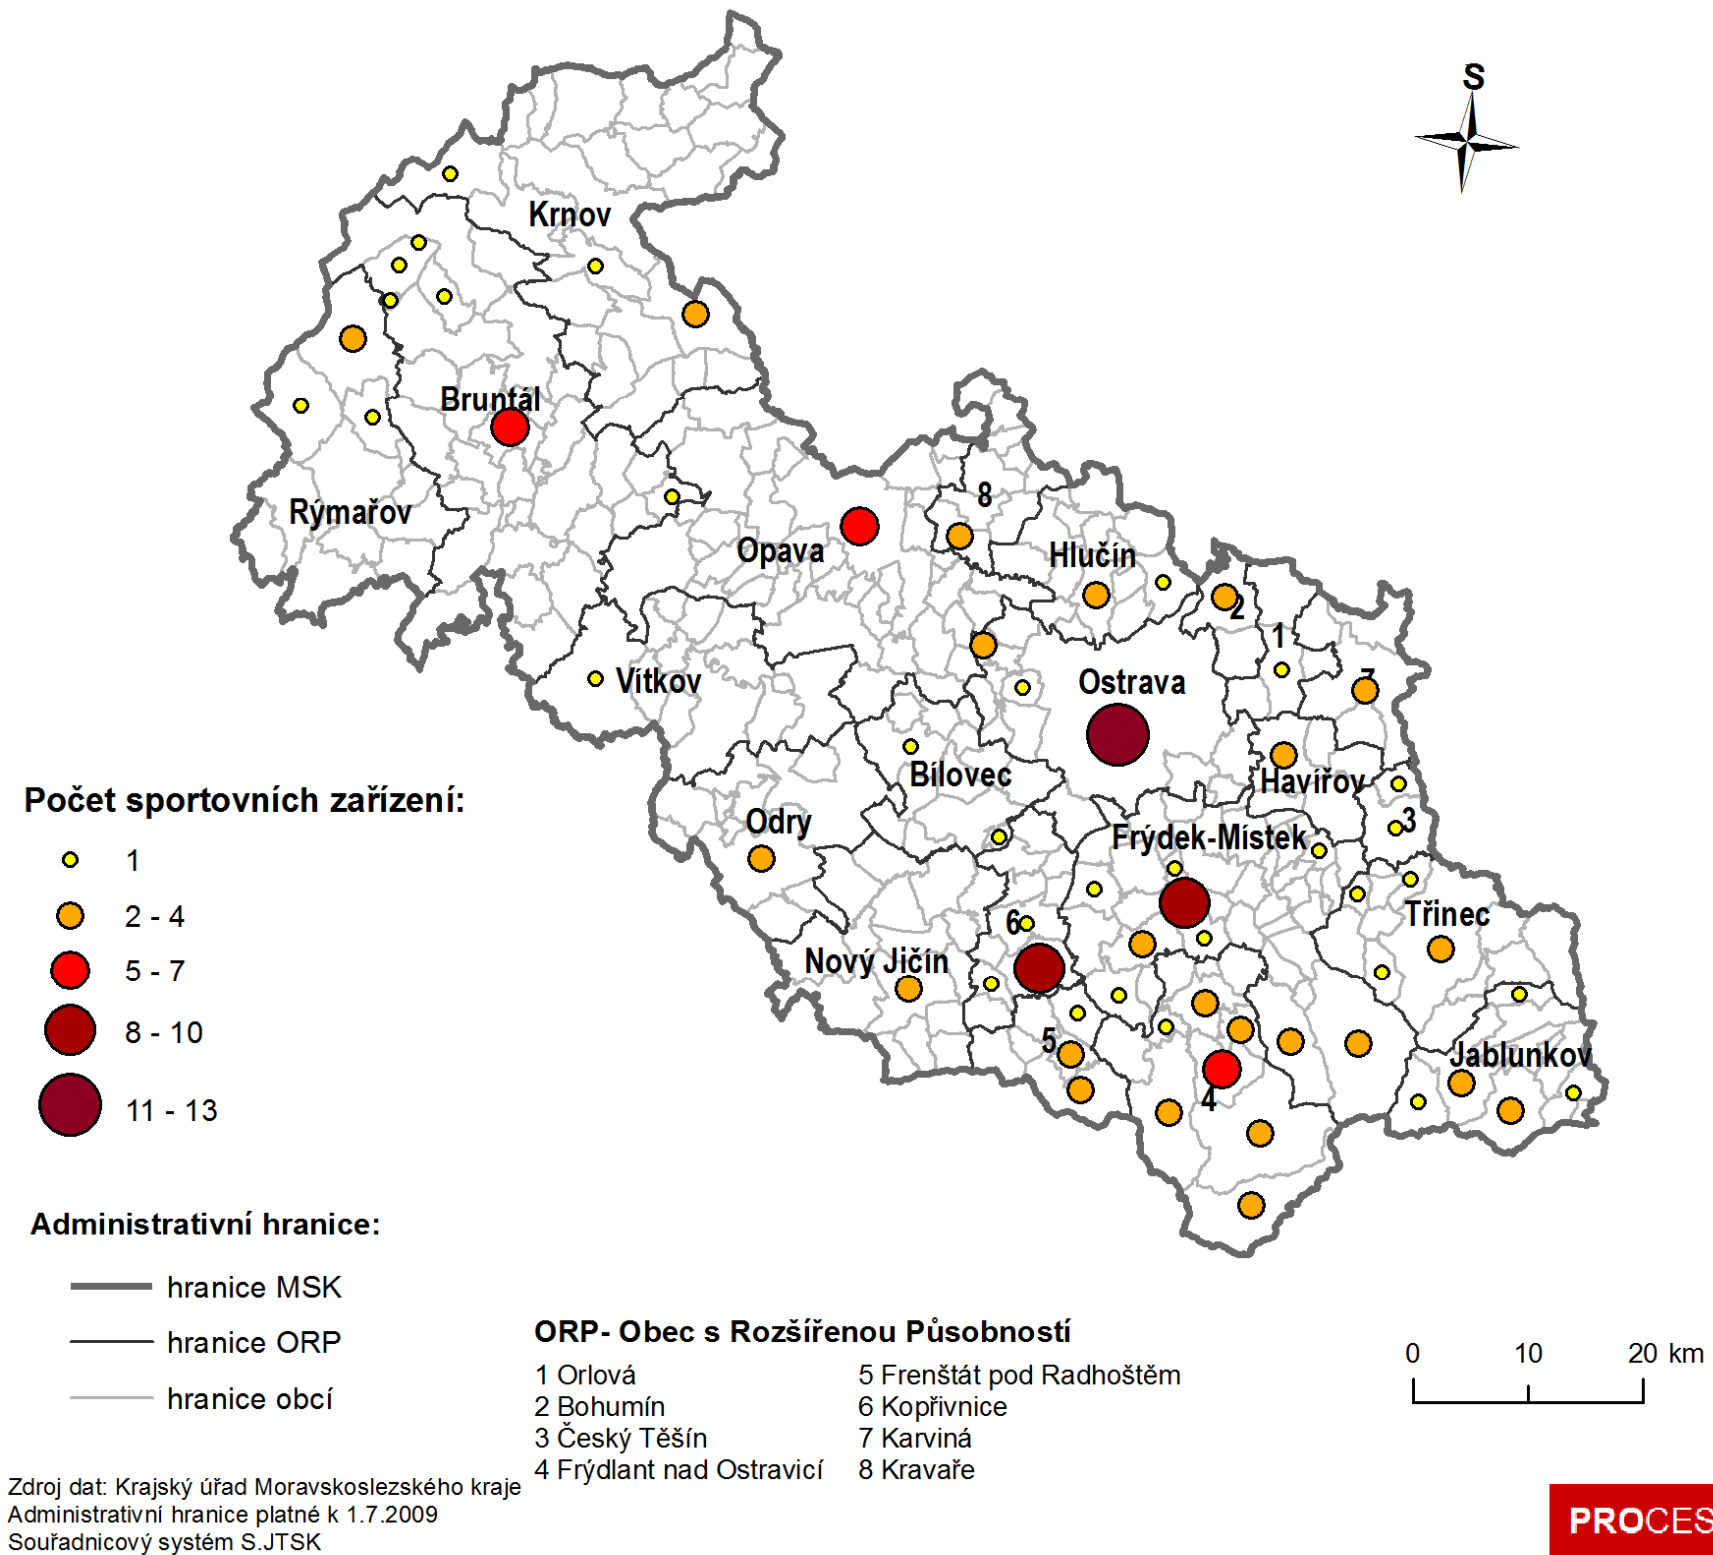 S
Krnov
Bruntál
Rýmařov
8
Opava
Hlučín
2
1
7
Ostrava
Vítkov
Bílovec
Havířov
3
Odry
Frýdek-Místek
6
Třinec
Nový Jičín
5
Jablunkov
4
Počet sportovních zařízení:
1
2 - 4
5 - 7
8 - 10
11 - 13
Administrativní hranice:
hranice MSK
hranice ORP
hranice obcí
ORP- Obec s Rozšířenou Působností
1 Orlová
2 Bohumín
3 Český Těšín
4 Frýdlant nad Ostravicí
5 Frenštát pod Radhoštěm
6 Kopřivnice
7 Karviná
8 Kravaře
0 10 20 km
Zdroj dat: Krajský úřad Moravskoslezského kraje
Administrativní hranice platné k 1.7.2009
Souřadnicový systém S.JTSK
PROCES